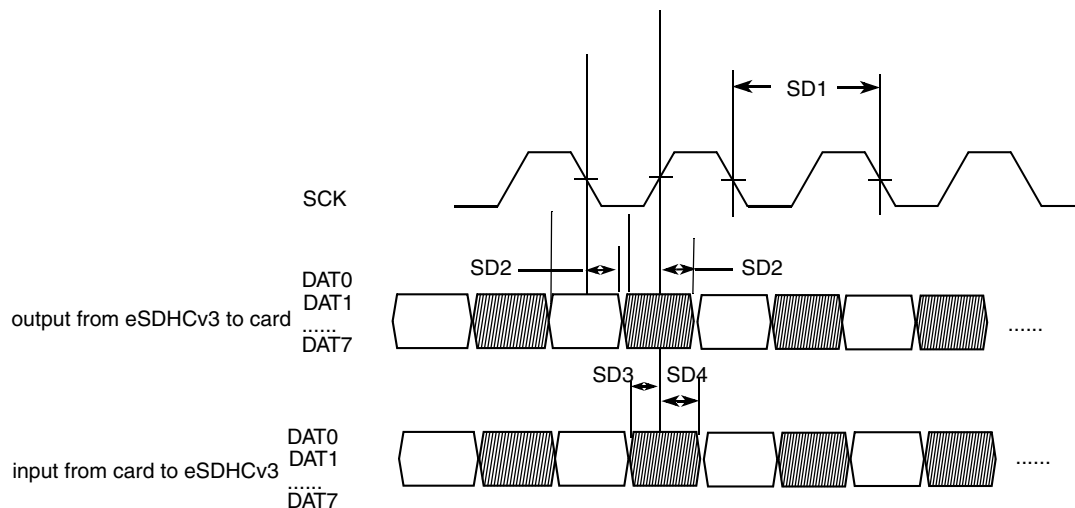 SD1
SCK
SD2
SD2
DAT0
DAT1
output from eSDHCv3 to card
......
DAT7
......
SD3
SD4
DAT0
DAT1
input from card to eSDHCv3
......
DAT7
......